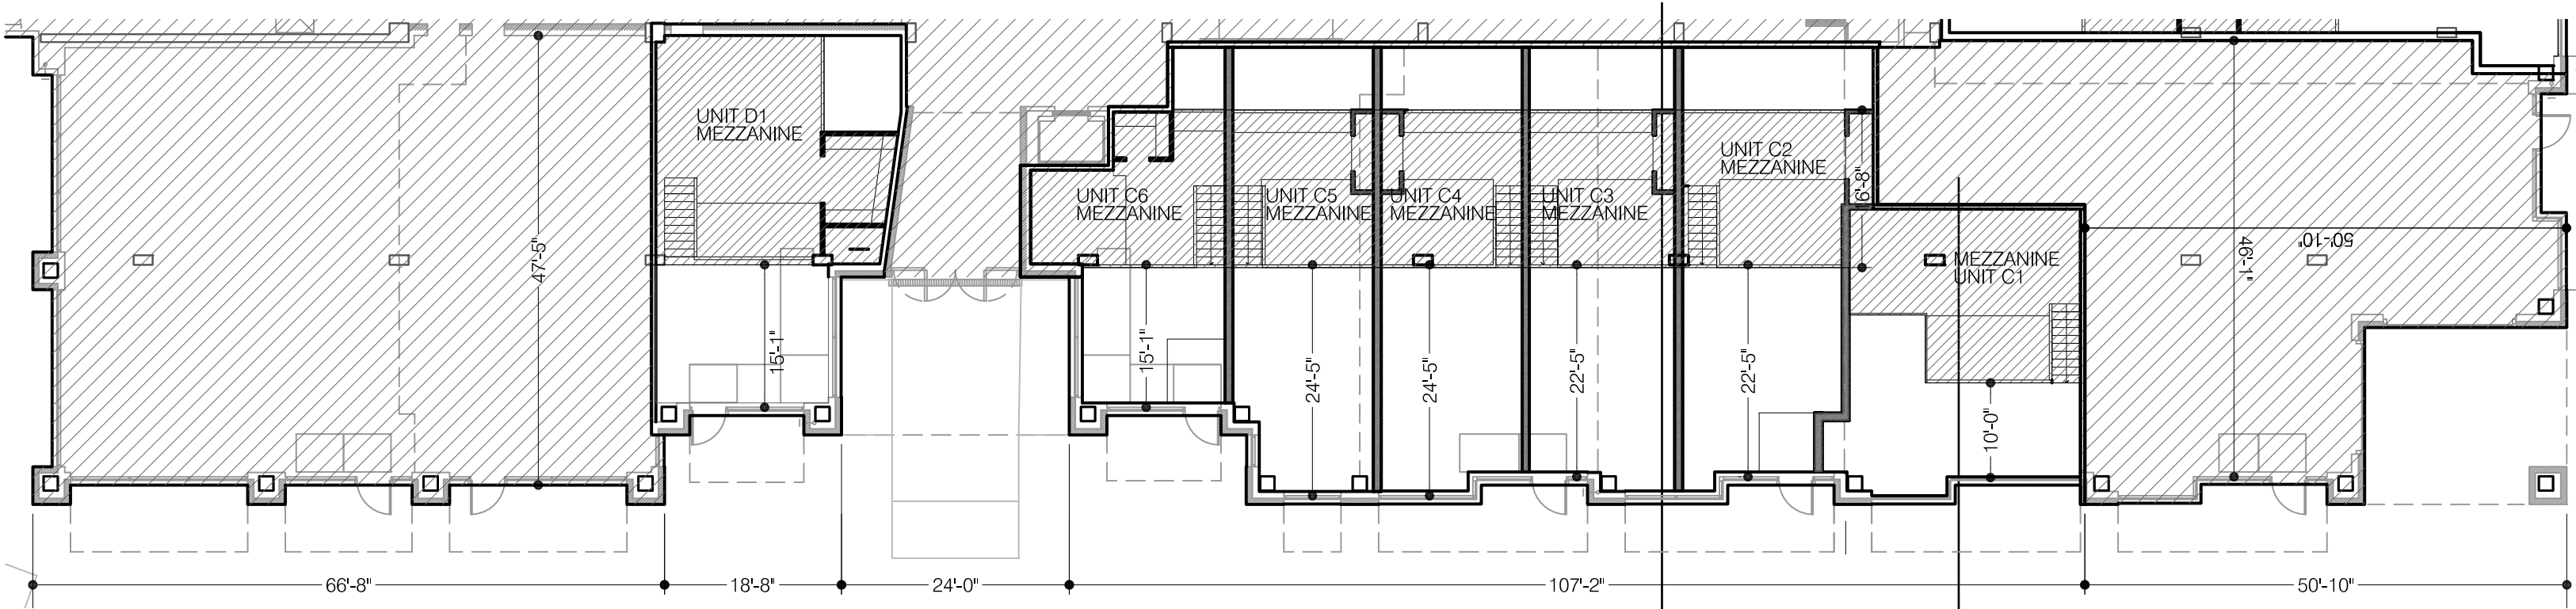 UNIT D1
MEZZANINE
UNIT C6
MEZZANINE
UNIT C5
MEZZANINE
UNIT C4
MEZZANINE
UNIT C3
MEZZANINE
UNIT C2
MEZZANINE
MEZZANINE
UNIT C1
47'-5"
15'-1"
15'-1"
24'-5"
24'-5"
22'-5"
22'-5"
16'-8"
10'-0"
50'-10"
46'-1"
66'-8"
18'-8"
24'-0"
107'-2"
50'-10"